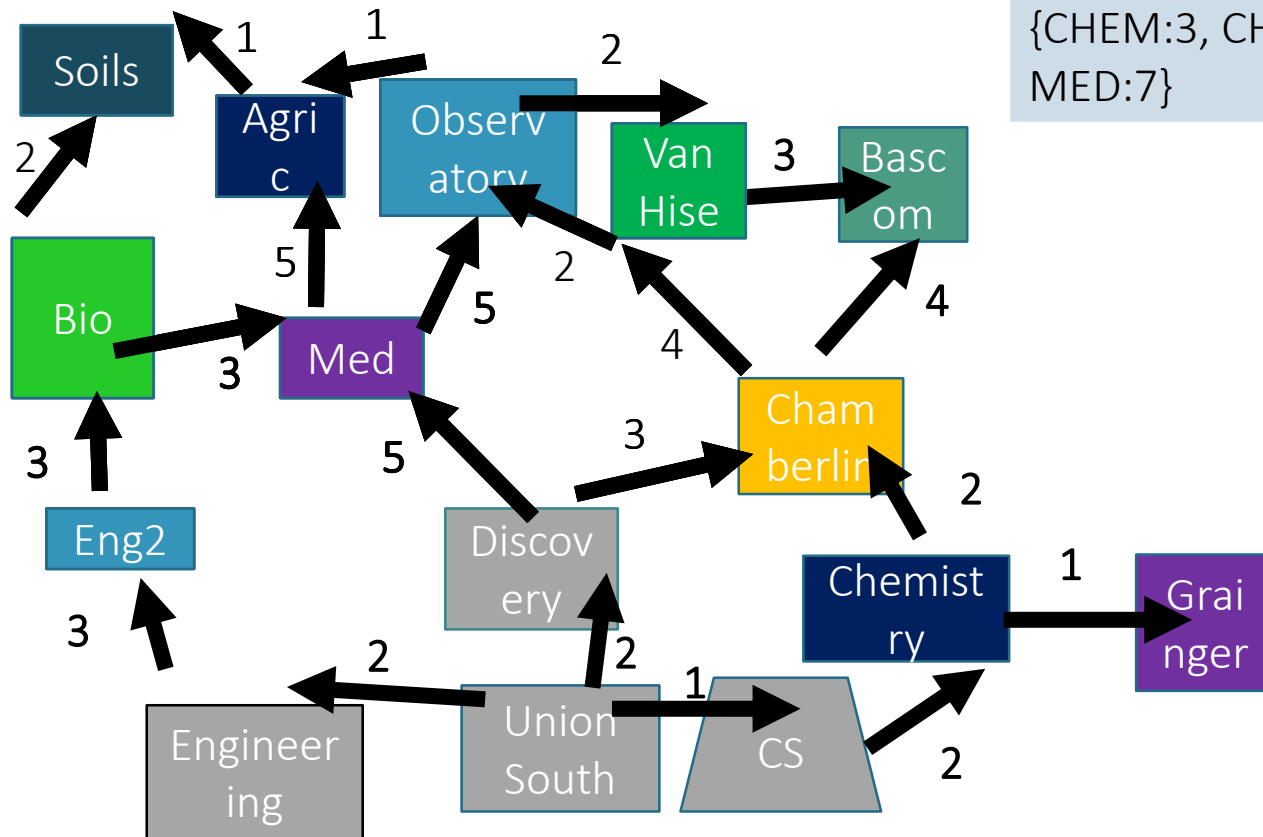 {CHEM:3, CH
MED:7}
1
1
2
Soils
Agri
c
Observ
atory
Van
Hise
3
Basc
om
2
5
2
5
4
4
Bio
3
Med
3
5
3
Cham
berlin
2
Eng2
Discov
ery
Chemist
ry
1
Grai
nger
3
2
2
1
2
Engineer
ing
Union
South
CS